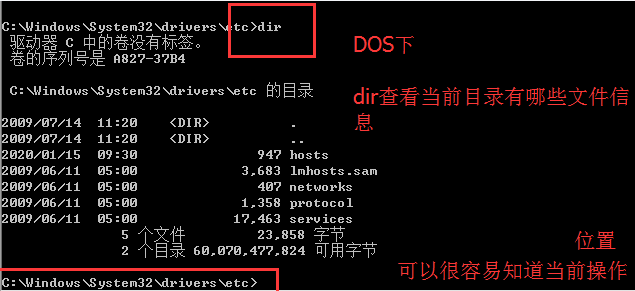 C:\Windows\System32\drivers\etc>dir
驱动器 C 中的卷没有标签。
卷的序列号是 A827-37B4
C:\Windows\System32\drivers\etc 的目录
2009/07/14 11:20 <DIR> .
2009/07/14 11:20 <DIR> ..
2020/01/15 09:30 947 hosts
2009/06/11 05:00 3,683 lmhosts.sam
2009/06/11 05:00 407 networks
2009/06/11 05:00 1,358 protocol
2009/06/11 05:00 17,463 services
5 个文件 23,858 字节
2 个目录 60,070,477,824 可用字节
C:\Windows\System32\drivers\etc>
DOS下
dir查看当前目录有哪些文件信
息
位置
可以很容易知道当前操作